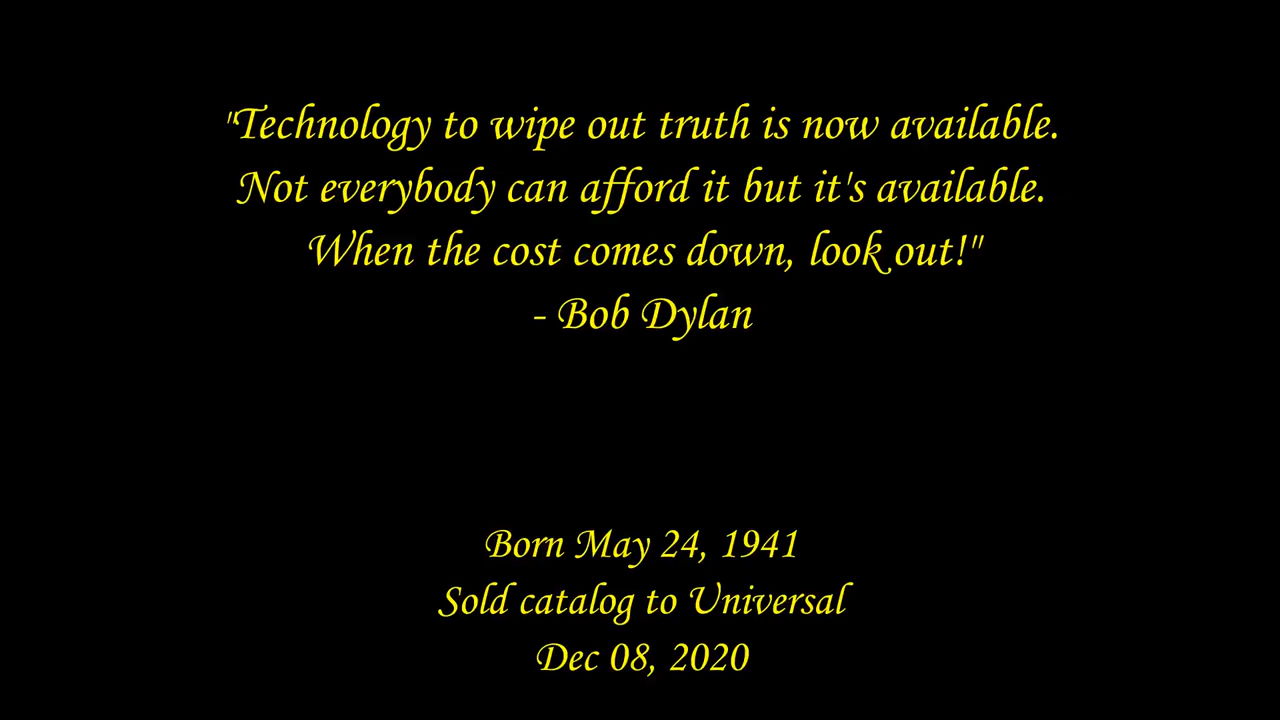 "Technology to wipe out truth is now available.
Not everybody can afford it but it's available.
When the cost comes down, look out!"
- Bob Dylan
Born May 24, 1941
Sold catalog to Universal
Dec 08, 2020